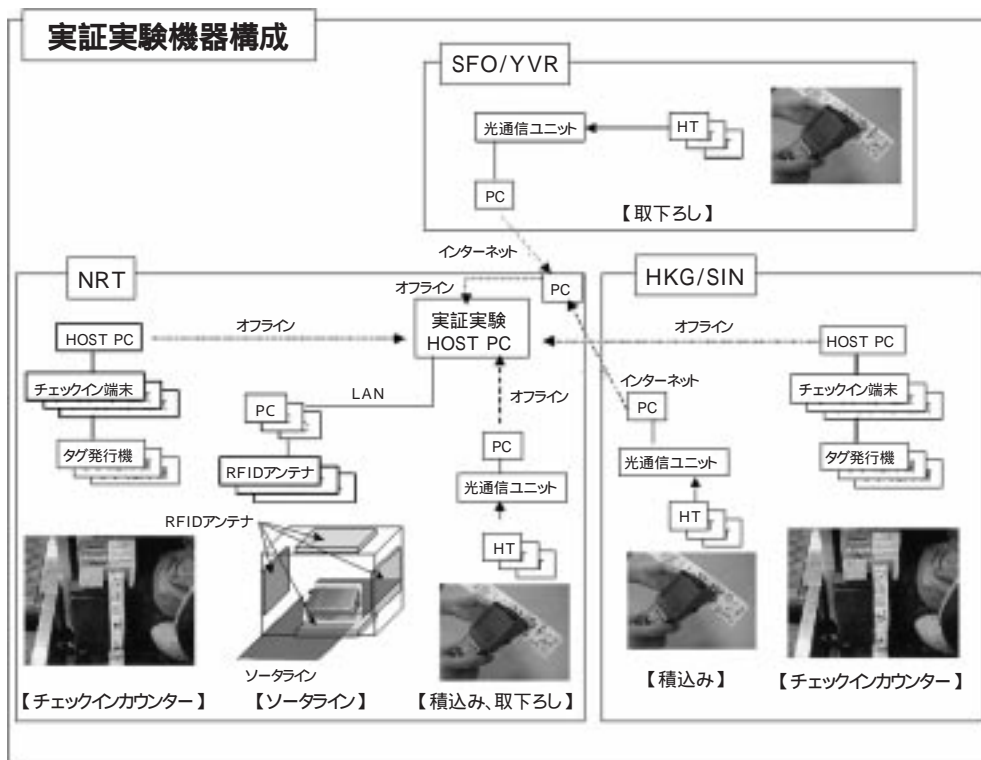 実証実験機器構成
SFO/YVR
光通信ユニット
HT
PC
【取下ろし】
インターネット
NRT
オフライン
PC
HKG/SIN
HOST PC
オフライン
実証実験
HOST PC
オフライン
HOST PC
チェックイン端末
LAN
PC
オフライン
インターネット
PC
チェックイン端末
タグ発行機
RFIDアンテナ
PC
光通信ユニット
光通信ユニット
タグ発行機
RFIDアンテナ
HT
HT
ソータライン
【チェックインカウンター】
【ソータライン】
【積込み、取下ろし】
【積込み】
【チェックインカウンター】